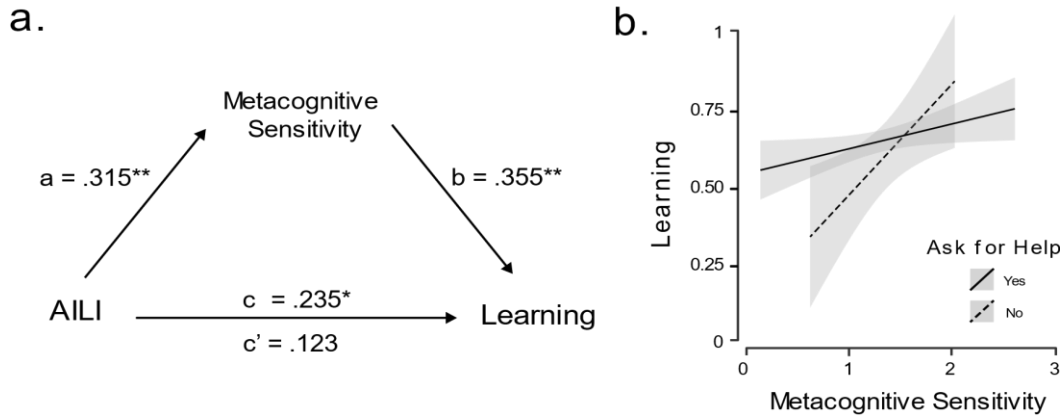 a.
Metacognitive
Sensitivity
a = .315**
b = .355**
AILI
c = .235*
c' = .123
Learning
b.
1
0.75
0.50
0.25
0
Learning
Ask for Help
Yes
No
0
1
2
3
Metacognitive Sensitivity